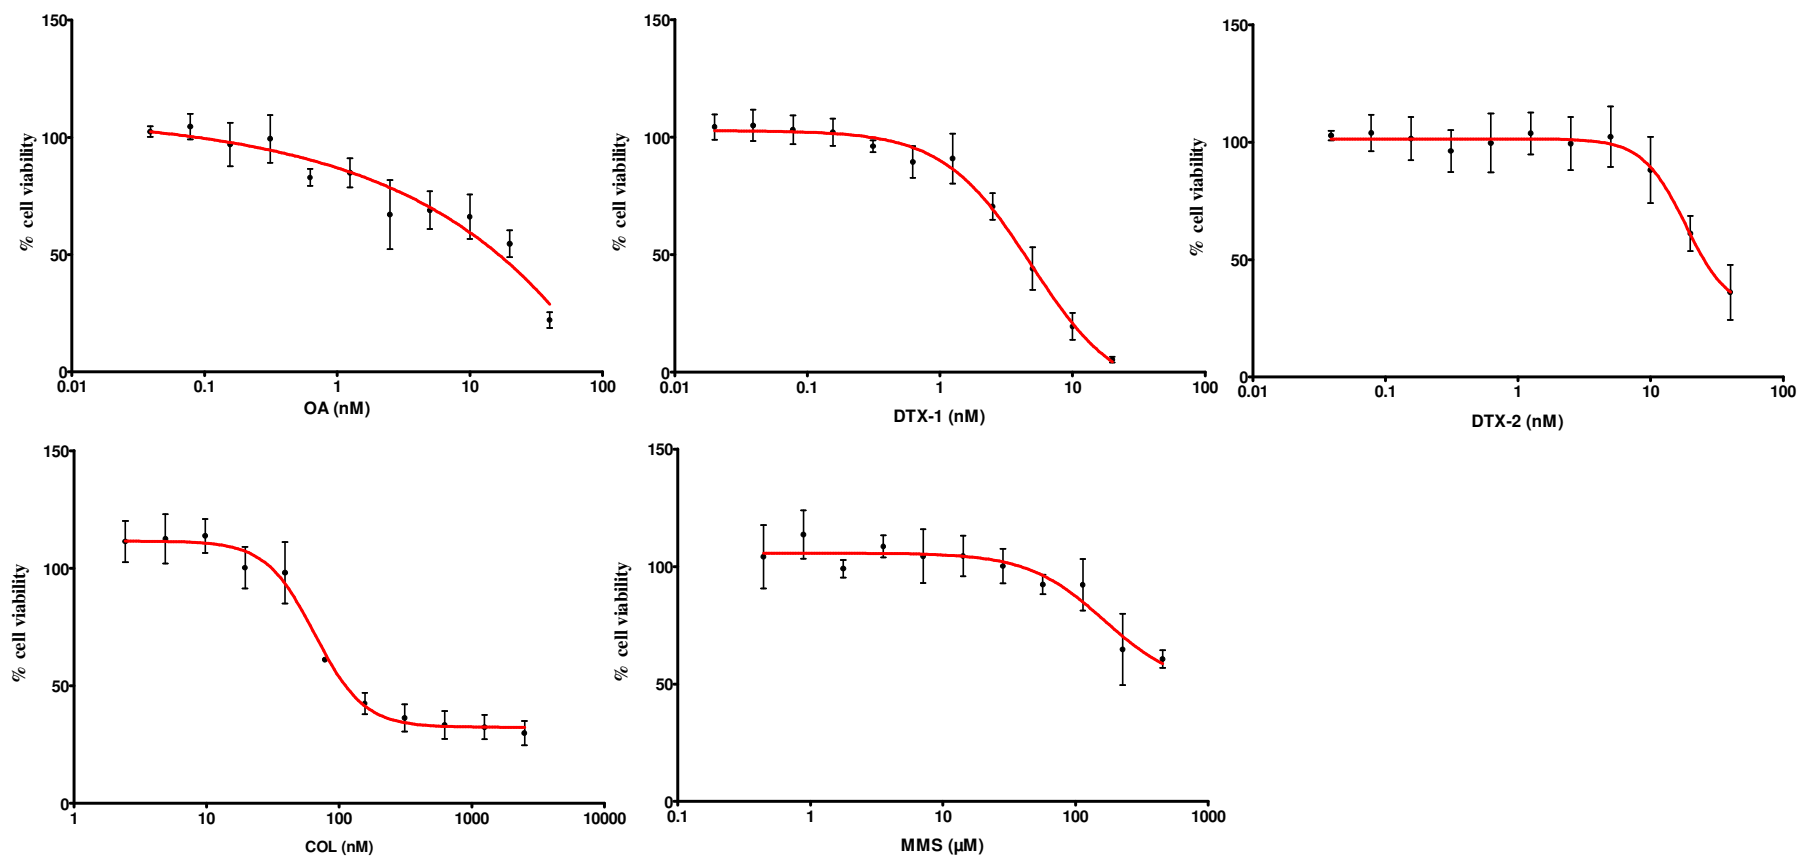 150
100
50
0
% cell viability
0.01 0.1 1 10 100
OA (nM)
150
100
50
0
% cell viability
0.01 0.1 1 10 100
DTX-1 (nM)
150
100
50
0
% cell viability
0.01 0.1 1 10 100
DTX-2 (nM)
150
100
50
0
% cell viability
1 10 100 1000 10000
COL (nM)
150
100
50
0
% cell viability
0.1 1 10 100 1000
MMS (µM)